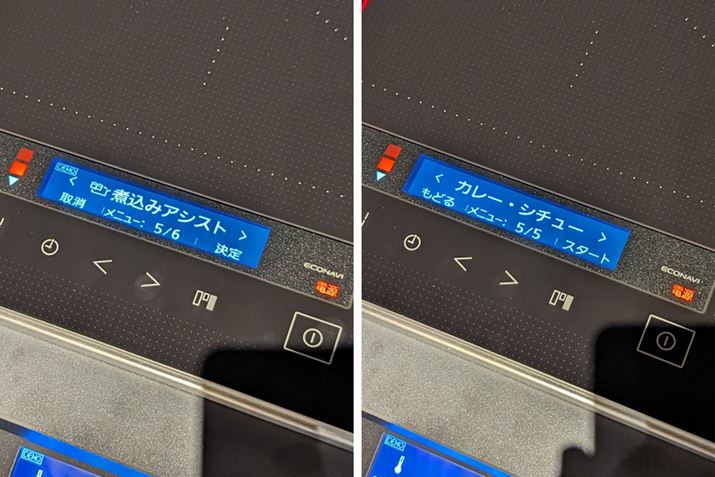 DEMO
< 煮込みアシスト >
取消 メニュー: 5/6 決定
ECONAVI
電源
DEMO
< カレー・シチュー >
もどる メニュー: 5/5 スタート
ECONAVI
電源
DEMO